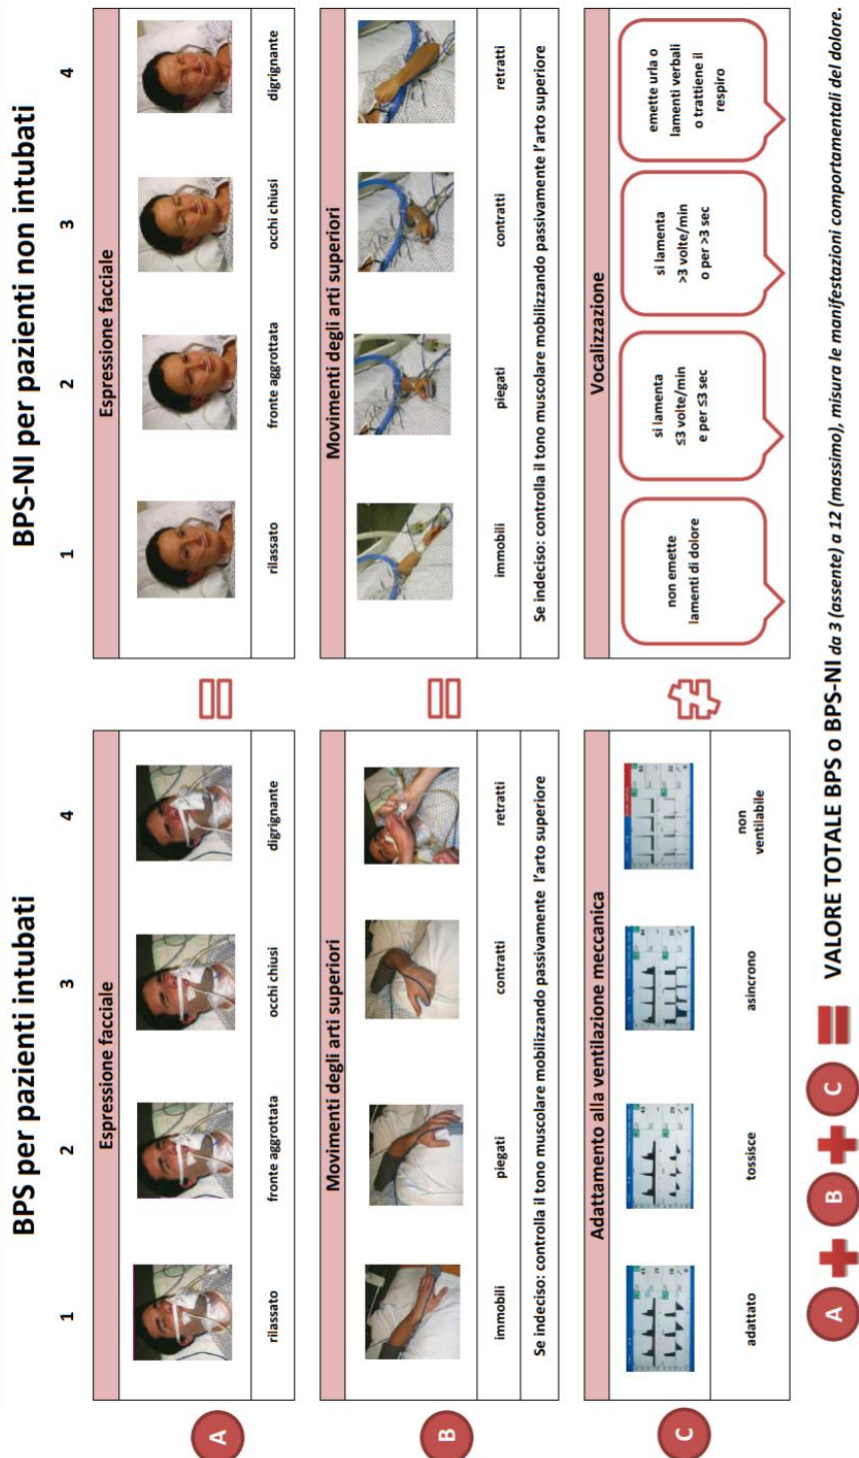 BPS per pazienti intubati
BPS-NI per pazienti non intubati
1 2 3 4
1 2 3 4
A
Espressione facciale
rilassato fronte aggrottata occhi chiusi digrignante
Espressione facciale
rilassato fronte aggrottata occhi chiusi digrignante
B
Movimenti degli arti superiori
immobili piegati contratti retratti
Se indeciso: controlla il tono muscolare mobilizzando passivamente l'arto superiore
Movimenti degli arti superiori
immobili piegati contratti retratti
Se indeciso: controlla il tono muscolare mobilizzando passivamente l'arto superiore
C
Adattamento alla ventilazione meccanica
adattato tossisce asincrono non
ventilabile
Vocalizzazione
non emette
lamenti di dolore
si lamenta
≤3 volte/min
e per ≤3 sec
si lamenta
>3 volte/min
o per >3 sec
emette urla o
lamenti verbali
o trattiene il
respiro
A + B + C = VALORE TOTALE BPS o BPS-NI da 3 (assente) a 12 (massimo), misura le manifestazioni comportamentali del dolore.